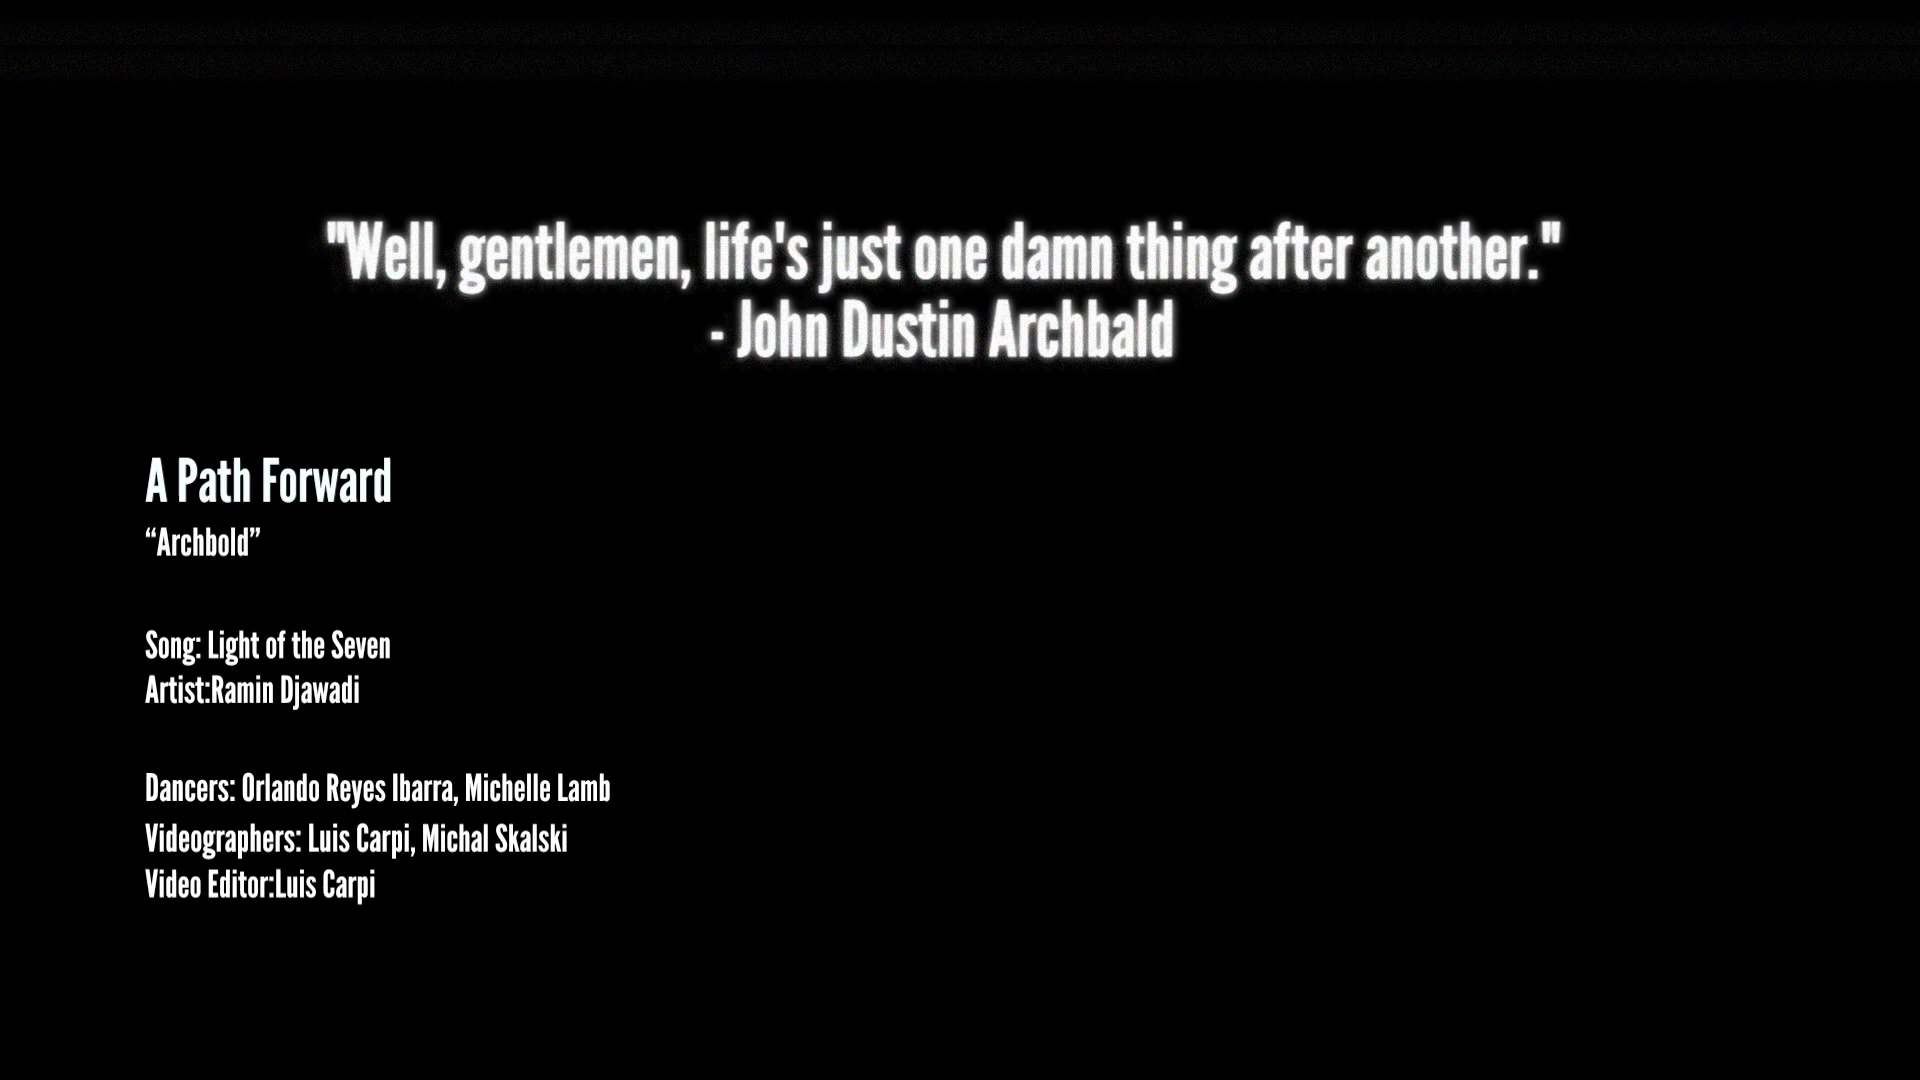 "Well, gentlemen, life's just one damn thing after another."
- John Dustin Archbald
A Path Forward
“Archbold”
Song: Light of the Seven
Artist:Ramin Djawadi
Dancers: Orlando Reyes Ibarra, Michelle Lamb
Videographers: Luis Carpi, Michal Skalski
Video Editor:Luis Carpi